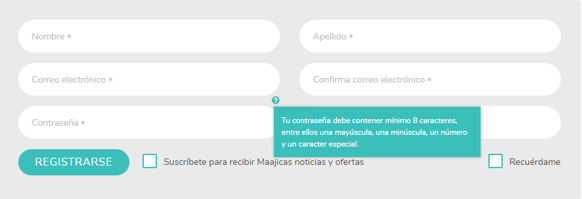 Nombre *
Apellido *
Correo electrónico *
Confirma correo electrónico *
?
Contraseña *
Tu contraseña debe contener mínimo 8 caracteres,
entre ellos una mayúscula, una minúscula, un número
y un caracter especial.
REGISTRARSE
Suscríbete para recibir Maajicas noticias y ofertas
Recuérdame